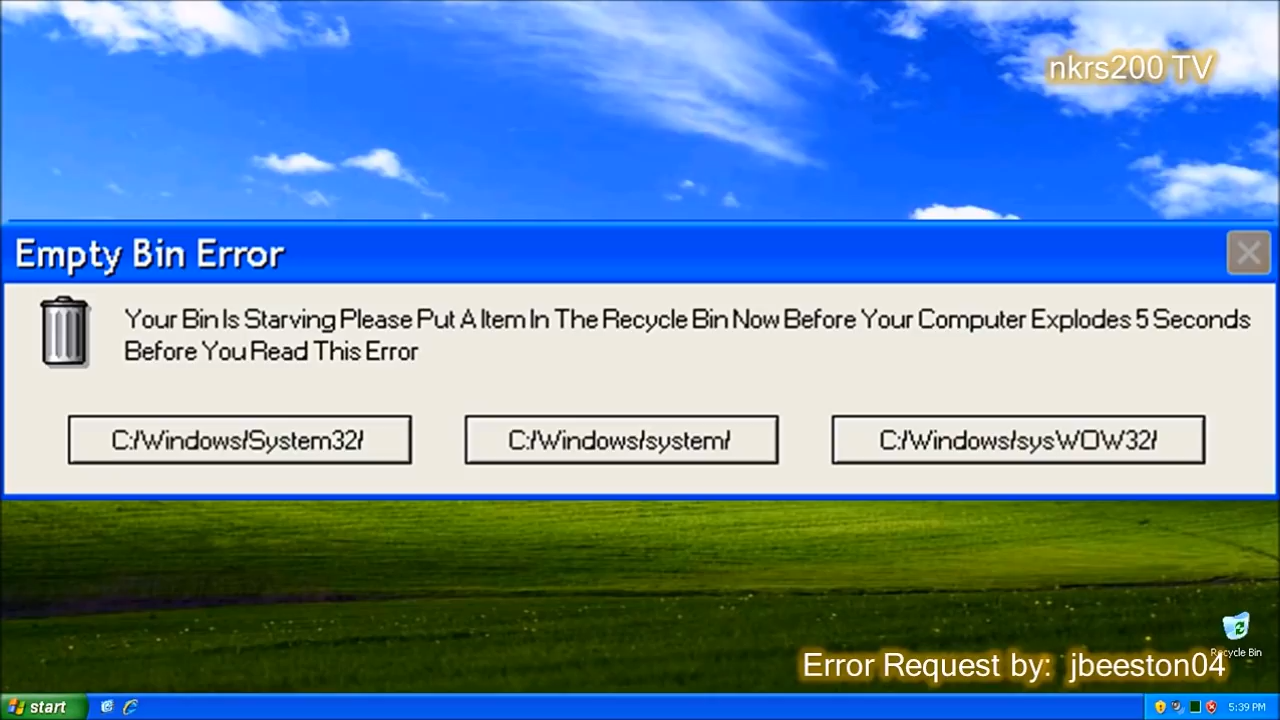 nkrs200 TV
Empty Bin Error
Your Bin Is Starving Please Put A Item In The Recycle Bin Now Before Your Computer Explodes 5 Seconds
Before You Read This Error
C:/Windows/System32/
C:/Windows/system/
C:/Windows/sysWOW32/
Recycle Bin
Error Request by: jbeeston04
start
5:39 PM